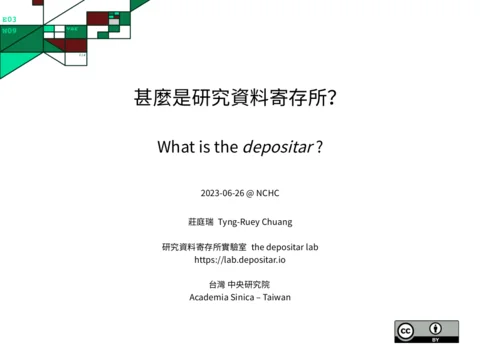 E03
W09
甚麼是研究資料寄存所?
What is the depositar ?
2023-06-26 @ NCHC
莊庭瑞 Tyng-Ruey Chuang
研究資料寄存所實驗室 the depositar lab
https://lab.depositar.io
台灣 中央研究院
Academia Sinica – Taiwan
cc
BY